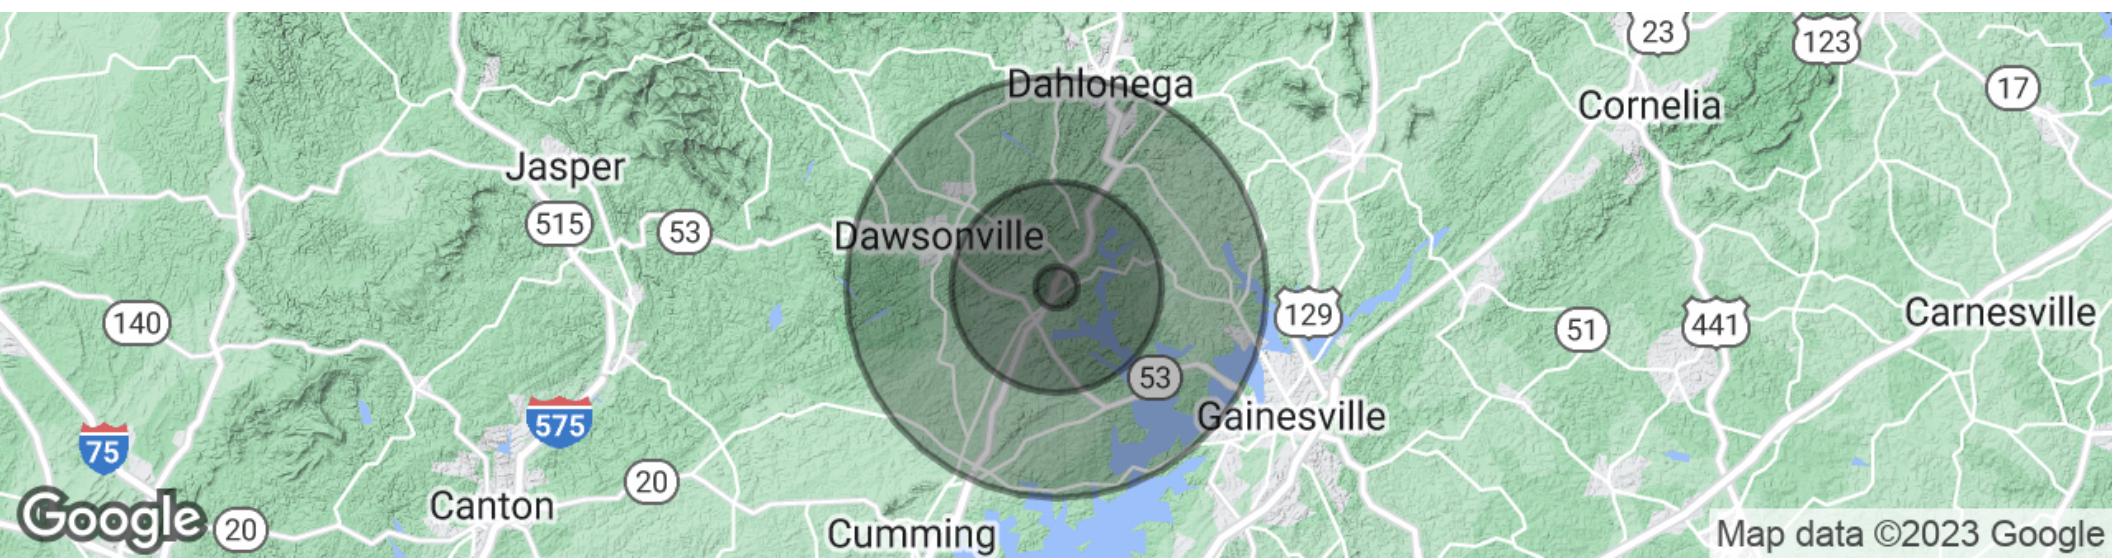 23
123
Dahlonega
17
Cornelia
Jasper
515
53
Dawsonville
140
129
51
441
Carnesville
53
575
75
Gainesville
20
Canton
Google
20
Cumming
Map data ©2023 Google